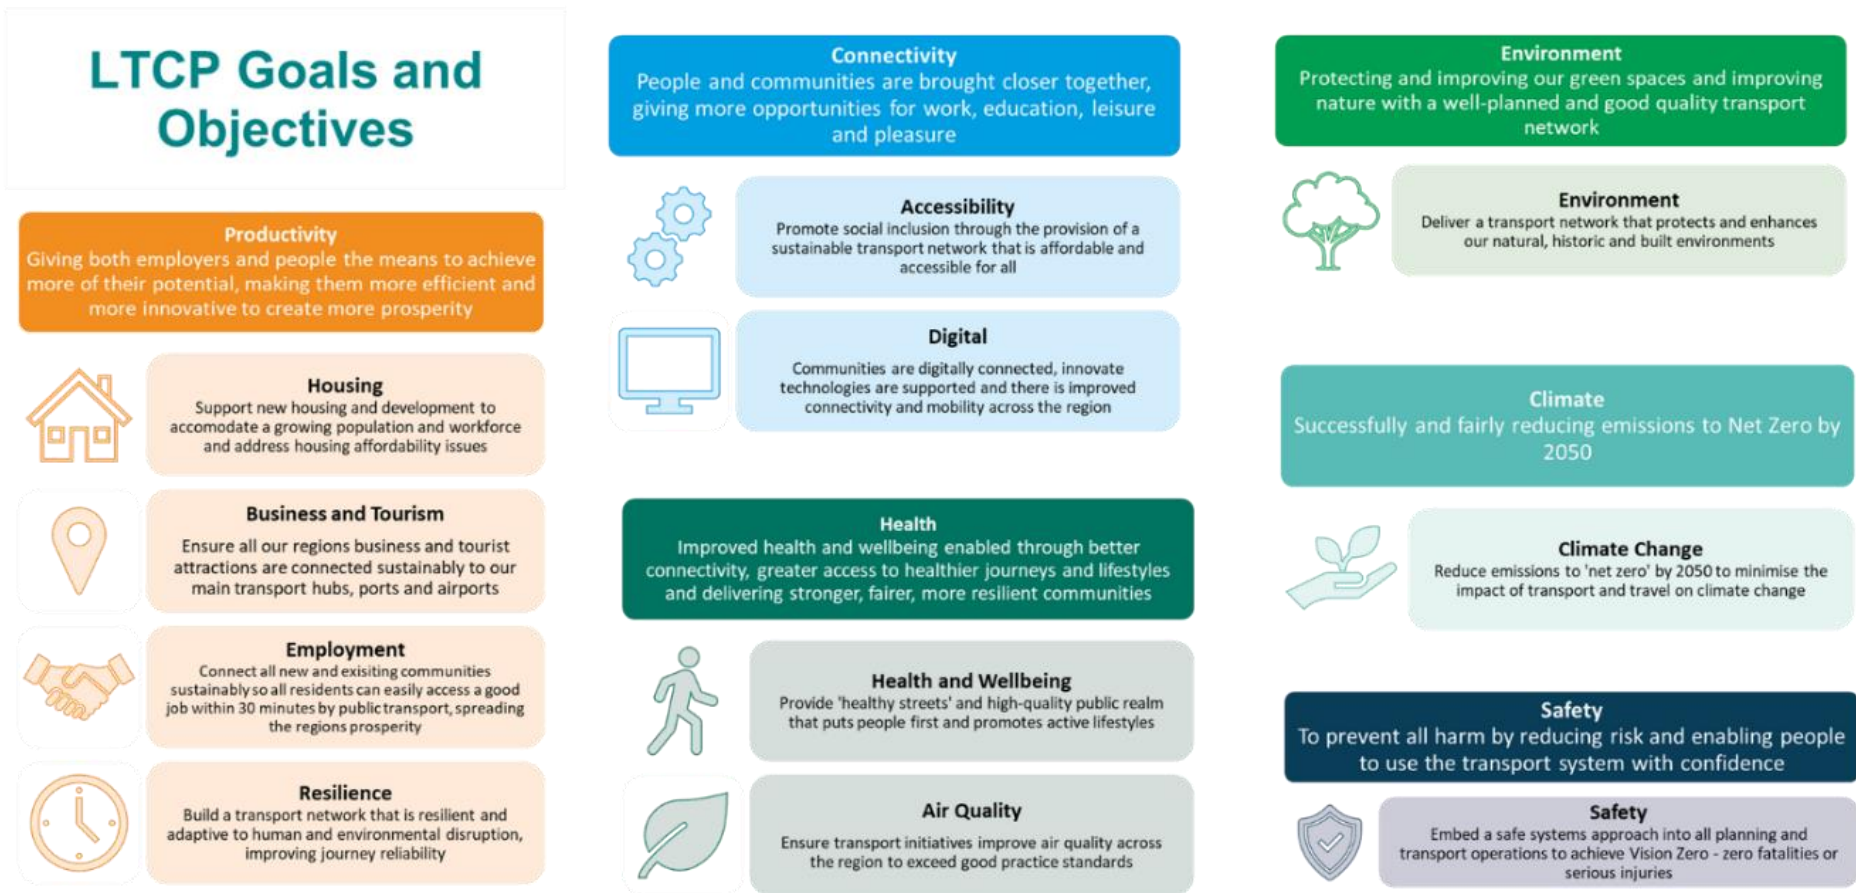 LTCP Goals and
Objectives
Productivity
Giving both employers and people the means to achieve
more of their potential, making them more efficient and
more innovative to create more prosperity
Housing
Support new housing and development to
accomodate a growing population and workforce
and address housing affordability issues
Business and Tourism
Ensure all our regions business and tourist
attractions are connected sustainably to our
main transport hubs, ports and airports
Employment
Connect all new and exisiting communities
sustainably so all residents can easily access a good
job within 30 minutes by public transport, spreading
the regions prosperity
Resilience
Build a transport network that is resilient and
adaptive to human and environmental disruption,
improving journey reliability
Connectivity
People and communities are brought closer together,
giving more opportunities for work, education, leisure
and pleasure
Accessibility
Promote social inclusion through the provision of a
sustainable transport network that is affordable and
accessible for all
Digital
Communities are digitally connected, innovate
technologies are supported and there is improved
connectivity and mobility across the region
Health
Improved health and wellbeing enabled through better
connectivity, greater access to healthier journeys and lifestyles
and delivering stronger, fairer, more resilient communities
Health and Wellbeing
Provide 'healthy streets' and high-quality public realm
that puts people first and promotes active lifestyles
Air Quality
Ensure transport initiatives improve air quality across
the region to exceed good practice standards
Environment
Protecting and improving our green spaces and improving
nature with a well-planned and good quality transport
network
Environment
Deliver a transport network that protects and enhances
our natural, historic and built environments
Climate
Successfully and fairly reducing emissions to Net Zero by
2050
Climate Change
Reduce emissions to 'net zero' by 2050 to minimise the
impact of transport and travel on climate change
Safety
To prevent all harm by reducing risk and enabling people
to use the transport system with confidence
Safety
Embed a safe systems approach into all planning and
transport operations to achieve Vision Zero - zero fatalities or
serious injuries